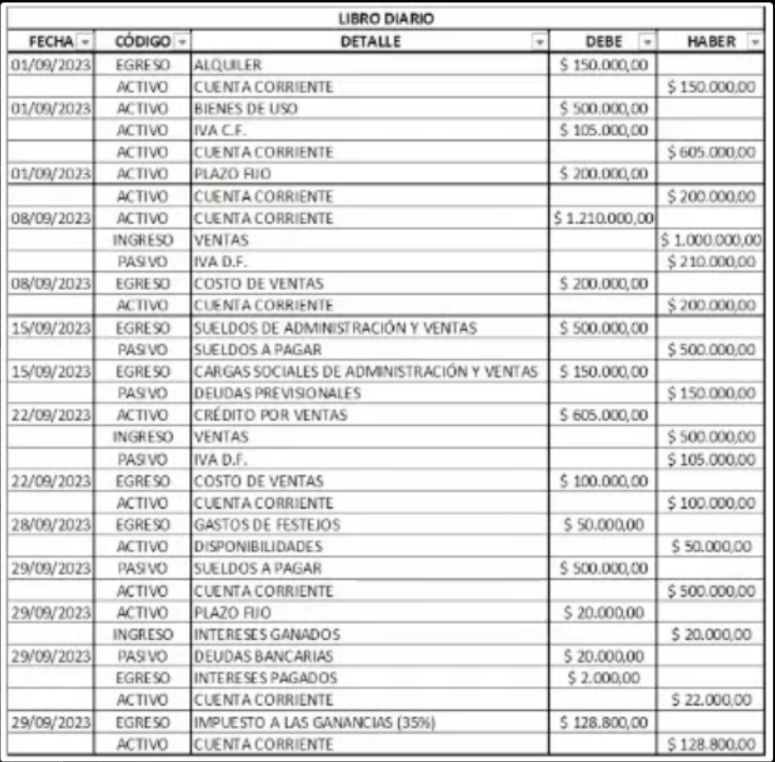 LIBRO DIARIO
FECHA CÓDIGO DETALLE DEBE HABER
01/09/2023 EGRESO ALQUILER $ 150.000,00
ACTIVO CUENTA CORRIENTE $ 150.000,00
01/09/2023 ACTIVO BIENES DE USO $ 500.000,00
ACTIVO IVA C.F. $ 105.000,00
ACTIVO CUENTA CORRIENTE $ 605.000,00
01/09/2023 ACTIVO PLAZO FIJO $ 200.000,00
ACTIVO CUENTA CORRIENTE $ 200.000,00
08/09/2023 ACTIVO CUENTA CORRIENTE $ 1.210.000,00
INGRESO VENTAS $ 1.000.000,00
PASIVO IVA D.F. $ 210.000,00
08/09/2023 EGRESO COSTO DE VENTAS $ 200.000,00
ACTIVO CUENTA CORRIENTE $ 200.000,00
15/09/2023 EGRESO SUELDOS DE ADMINISTRACIÓN Y VENTAS $ 500.000,00
PASIVO SUELDOS A PAGAR $ 500.000,00
15/09/2023 EGRESO CARGAS SOCIALES DE ADMINISTRACIÓN Y VENTAS $ 150.000,00
PASIVO DEUDAS PREVISIONALES $ 150.000,00
22/09/2023 ACTIVO CRÉDITO POR VENTAS $ 605.000,00
INGRESO VENTAS $ 500.000,00
PASIVO IVA D.F. $ 105.000,00
22/09/2023 EGRESO COSTO DE VENTAS $ 100.000,00
ACTIVO CUENTA CORRIENTE $ 100.000,00
28/09/2023 EGRESO GASTOS DE FESTEJOS $ 50.000,00
ACTIVO DISPONIBILIDADES $ 50.000,00
29/09/2023 PASIVO SUELDOS A PAGAR $ 500.000,00
ACTIVO CUENTA CORRIENTE $ 500.000,00
29/09/2023 ACTIVO PLAZO FIJO $ 20.000,00
INGRESO INTERESES GANADOS $ 20.000,00
29/09/2023 PASIVO DEUDAS BANCARIAS $ 20.000,00
EGRESO INTERESES PAGADOS $ 2.000,00
ACTIVO CUENTA CORRIENTE $ 22.000,00
29/09/2023 EGRESO IMPUESTO A LAS GANANCIAS (35%) $ 128.800,00
ACTIVO CUENTA CORRIENTE $ 128.800,00